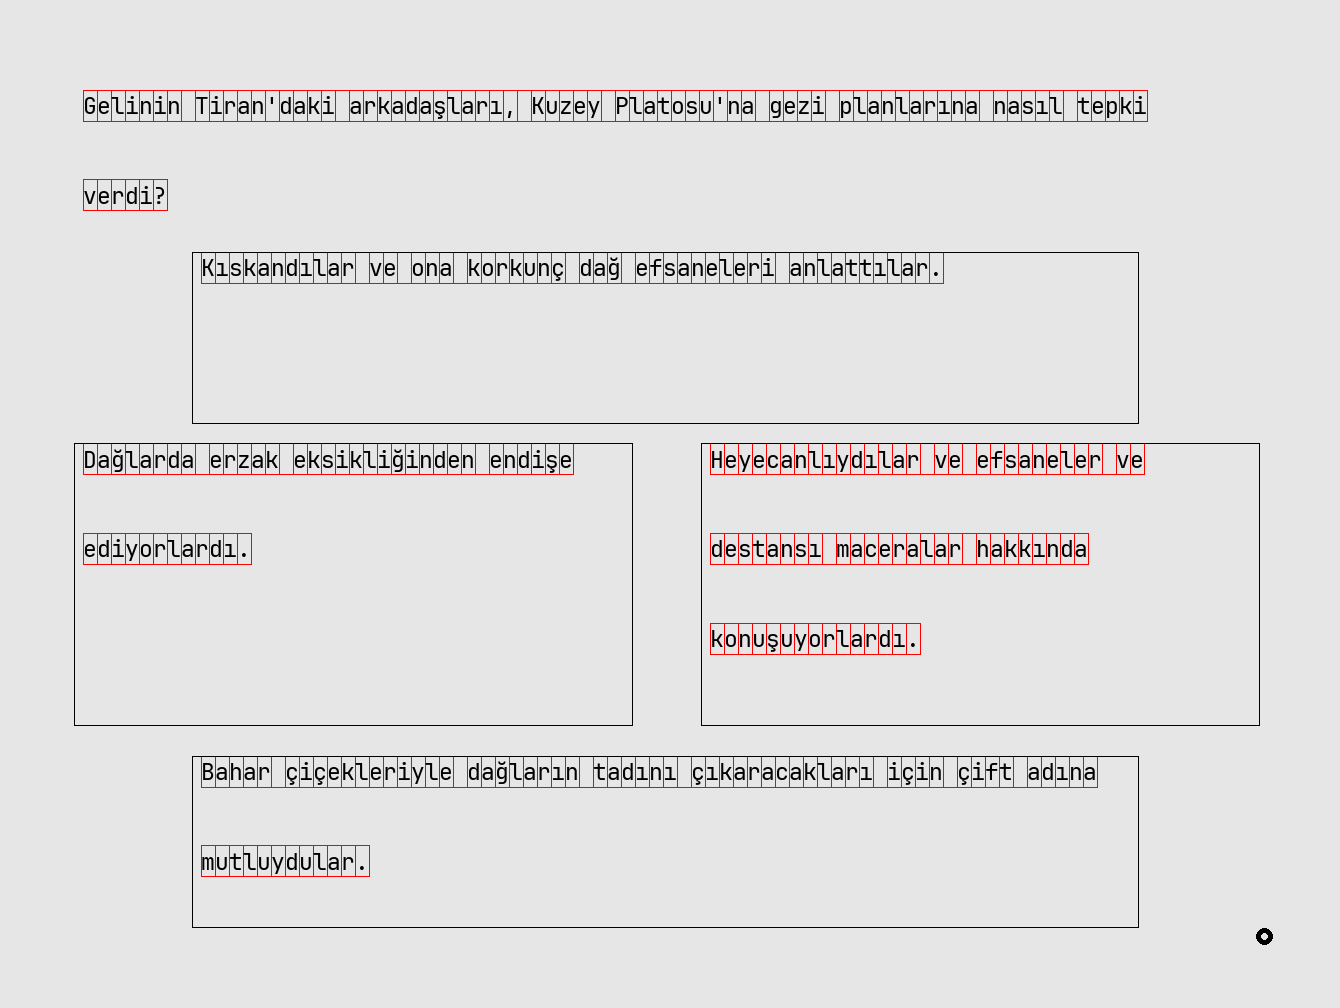 Gelinin Tiran'daki arkadaşları, Kuzey Platosu'na gezi planlarına nasıl tepki
verdi?
Kıskandılar ve ona korkunç dağ efsaneleri anlattılar.
Dağlarda erzak eksikliğinden endişe
ediyorlardı.
Heyecanlıydılar ve efsaneler ve
destansı maceralar hakkında
konuşuyorlardı.
Bahar çiçekleriyle dağların tadını çıkaracakları için çift adına
mutluydular.